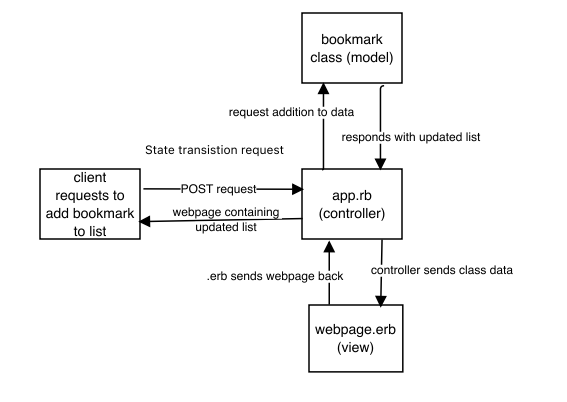 bookmark
class (model)
request addition to data
responds with updated list
State transistion request
client
requests to
add bookmark
to list
POST request
app.rb
(controller)
webpage containing
updated list
.erb sends webpage back
controller sends class data
webpage.erb
(view)